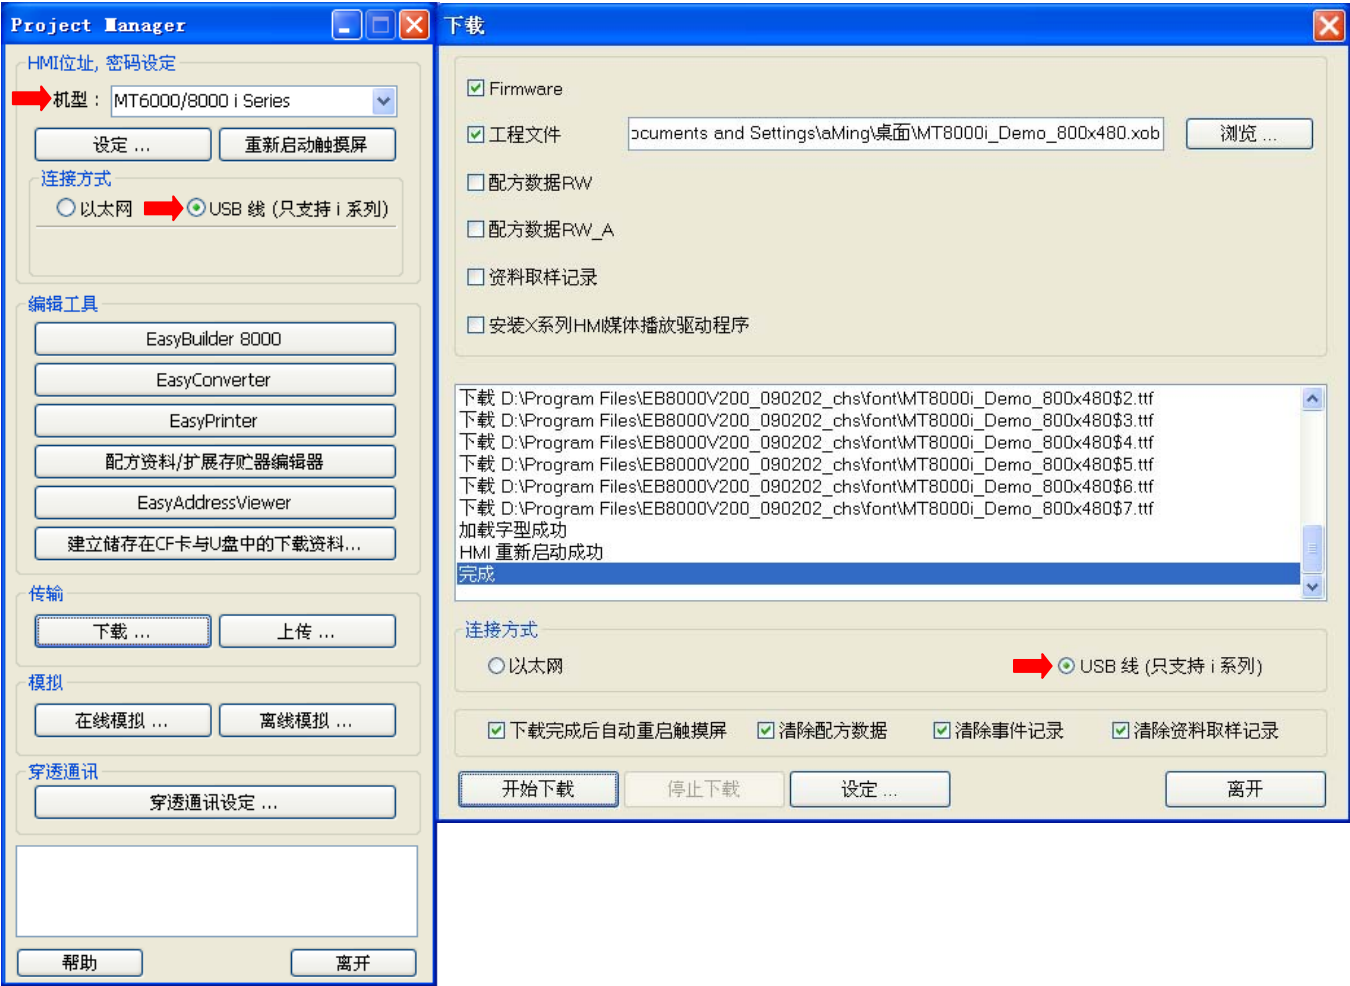 Project Manager
HMI位址, 密码设定
机型 :
MT6000/8000 i Series
设定 ...
重新启动触摸屏
连接方式
以太网
USB 线 (只支持 i 系列)
编辑工具
EasyBuilder 8000
EasyConverter
EasyPrinter
配方资料/扩展存贮器编辑器
EasyAddressViewer
建立储存在CF卡与U盘中的下载资料...
传输
下载 ...
上传 ...
模拟
在线模拟 ...
离线模拟 ...
穿透通讯
穿透通讯设定 ...
帮助
离开
下载
Firmware
工程文件
ocuments and Settings\aMing\桌面\MT8000i_Demo_800x480.xob
浏览 ...
配方数据RW
配方数据RW_A
资料取样记录
安装X系列HMI媒体播放驱动程序
下载 D:\Program Files\EB8000V200_090202_chs\font\MT8000i_Demo_800x480$2.ttf
下载 D:\Program Files\EB8000V200_090202_chs\font\MT8000i_Demo_800x480$3.ttf
下载 D:\Program Files\EB8000V200_090202_chs\font\MT8000i_Demo_800x480$4.ttf
下载 D:\Program Files\EB8000V200_090202_chs\font\MT8000i_Demo_800x480$5.ttf
下载 D:\Program Files\EB8000V200_090202_chs\font\MT8000i_Demo_800x480$6.ttf
下载 D:\Program Files\EB8000V200_090202_chs\font\MT8000i_Demo_800x480$7.ttf
加载字型成功
HMI 重新启动成功
完成
连接方式
以太网
USB 线 (只支持 i 系列)
下载完成后自动重启触摸屏
清除配方数据
清除事件记录
清除资料取样记录
开始下载
停止下载
设定 ...
离开